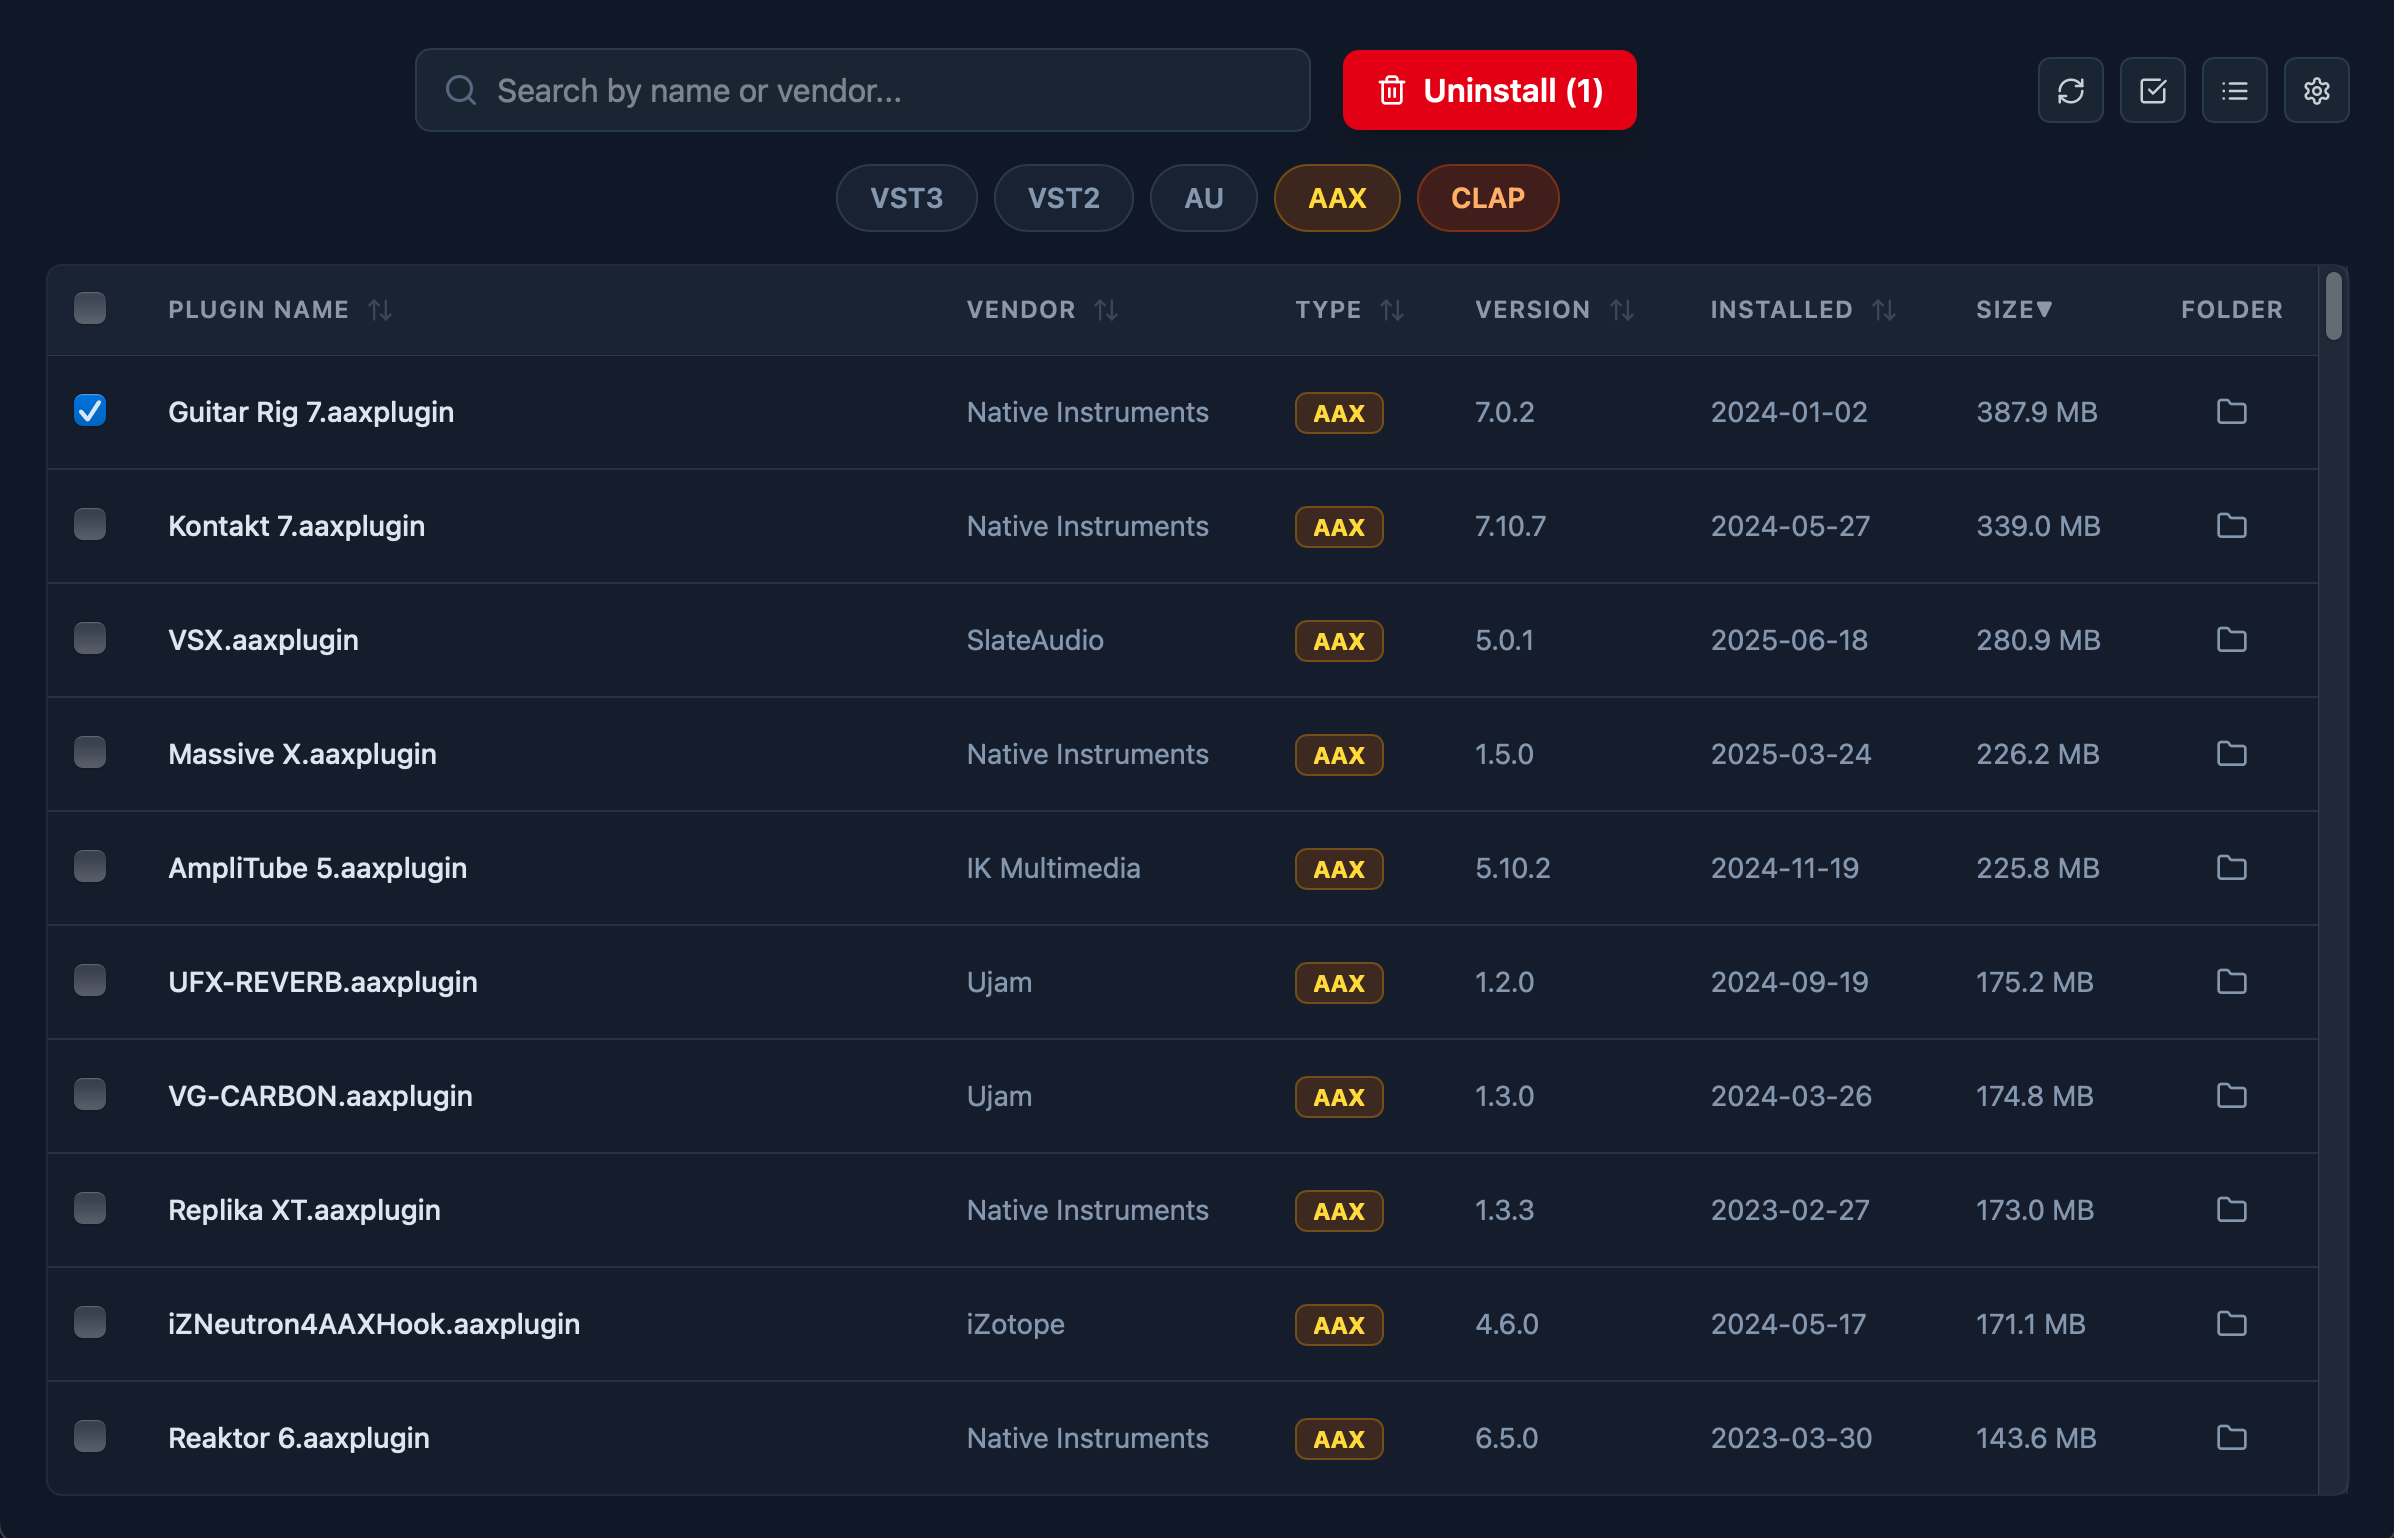 Search by name or vendor...
Uninstall (1)
VST3 VST2 AU AAX CLAP
PLUGIN NAME VENDOR TYPE VERSION INSTALLED SIZE▼ FOLDER
Guitar Rig 7.aaxplugin Native Instruments AAX 7.0.2 2024-01-02 387.9 MB
Kontakt 7.aaxplugin Native Instruments AAX 7.10.7 2024-05-27 339.0 MB
VSX.aaxplugin SlateAudio AAX 5.0.1 2025-06-18 280.9 MB
Massive X.aaxplugin Native Instruments AAX 1.5.0 2025-03-24 226.2 MB
AmpliTube 5.aaxplugin IK Multimedia AAX 5.10.2 2024-11-19 225.8 MB
UFX-REVERB.aaxplugin Ujam AAX 1.2.0 2024-09-19 175.2 MB
VG-CARBON.aaxplugin Ujam AAX 1.3.0 2024-03-26 174.8 MB
Replika XT.aaxplugin Native Instruments AAX 1.3.3 2023-02-27 173.0 MB
iZNeutron4AAXHook.aaxplugin iZotope AAX 4.6.0 2024-05-17 171.1 MB
Reaktor 6.aaxplugin Native Instruments AAX 6.5.0 2023-03-30 143.6 MB